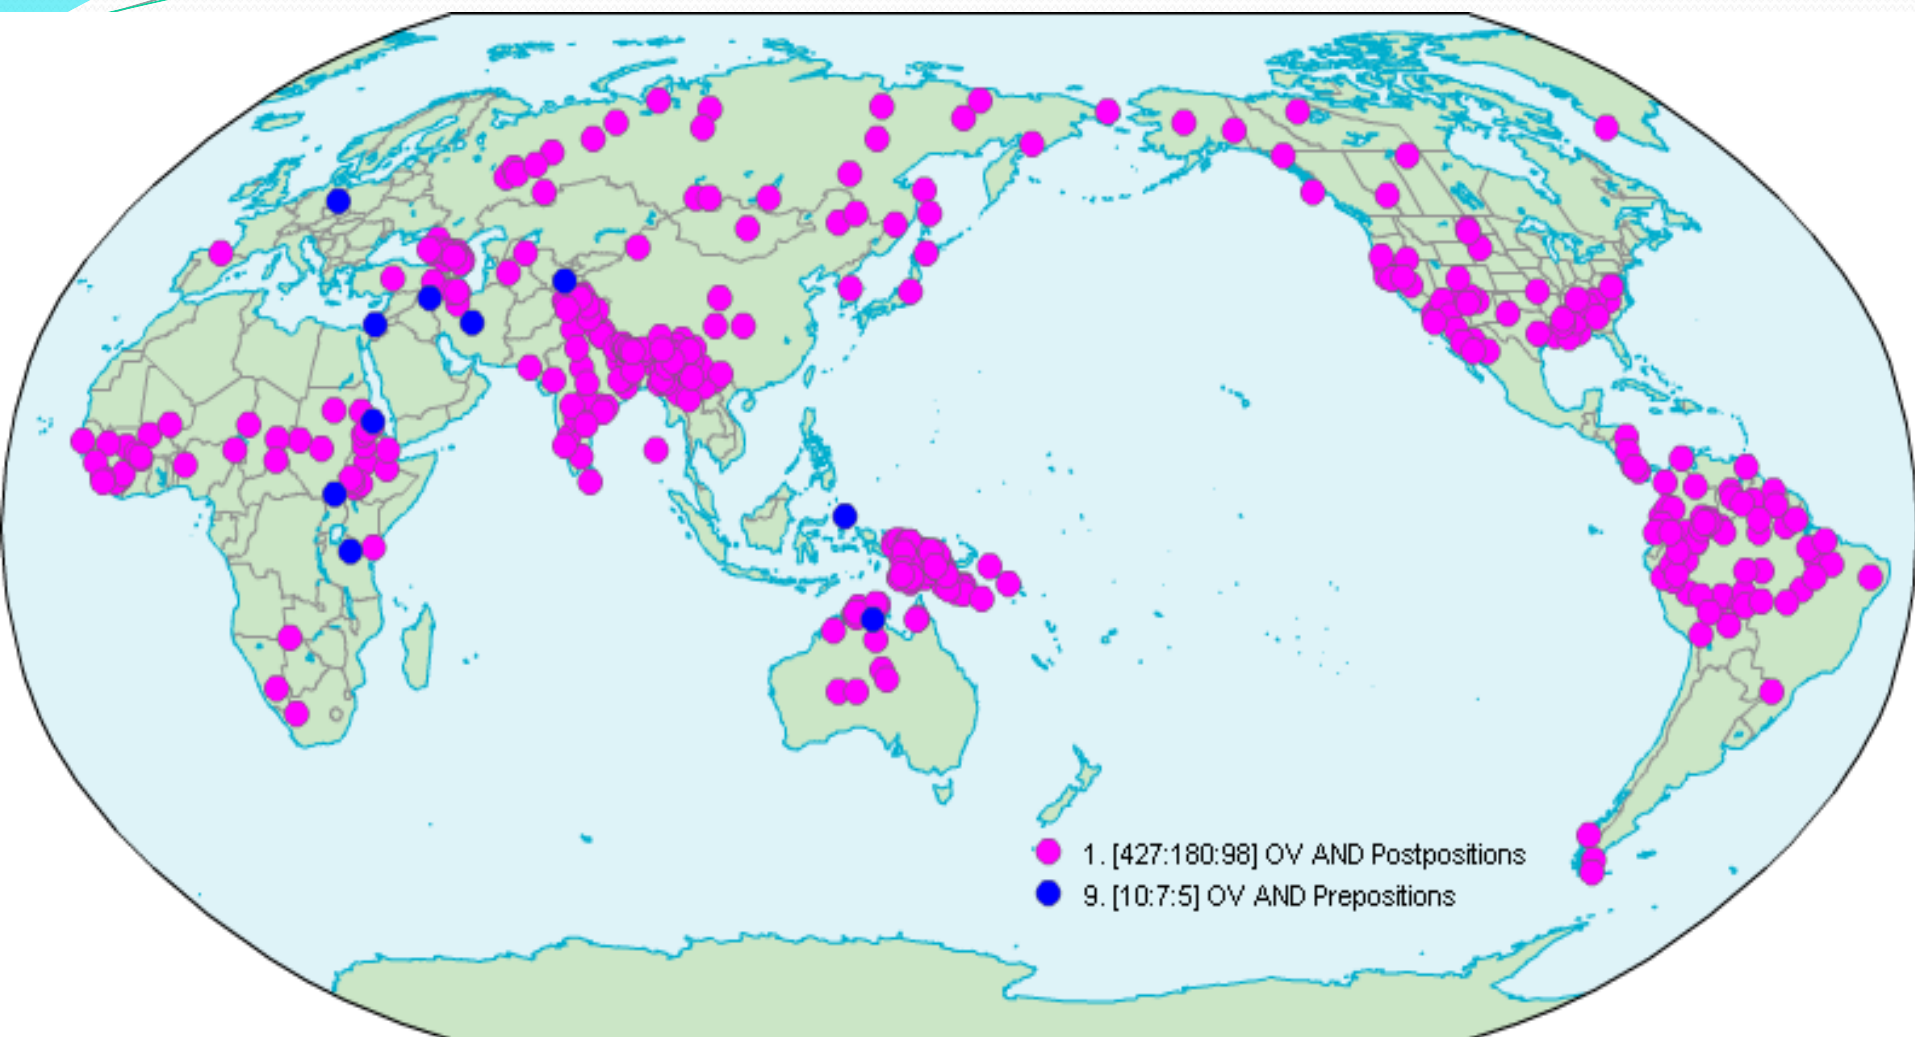 1. [427:180:98] OV AND Postpositions
9. [10:7:5] OV AND Prepositions